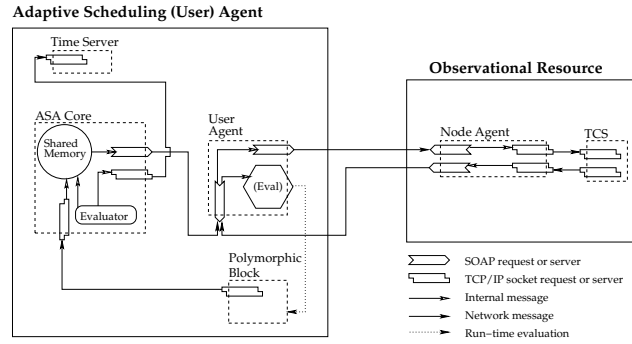 Adaptive Scheduling (User) Agent
Time Server
Observational Resource
ASA Core
User
Agent
Node Agent
TCS
Shared
Memory
(Eval)
Evaluator
Polymorphic
Block
SOAP request or server
TCP/IP socket request or server
Internal message
Network message
Run-time evaluation